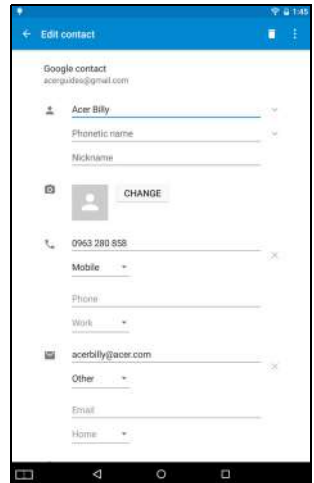 1:45
Edit contact
Google contact
acerguidea@gmail.com
Acer Billy
Phonetic name
Nickname
CHANGE
0963 280 858
Mobile
Phone
Work
acerbilly@acer.com
Other
Email
Home